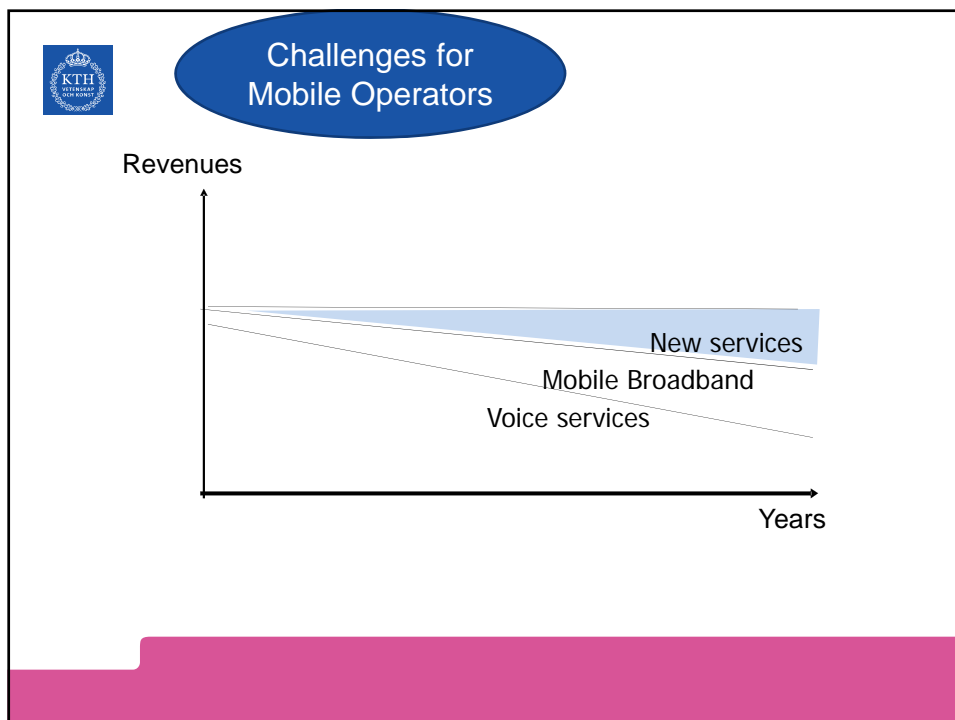 KTH
VETENSKAP
OCH KONST
Challenges for
Mobile Operators
Revenues
New services
Mobile Broadband
Voice services
Years